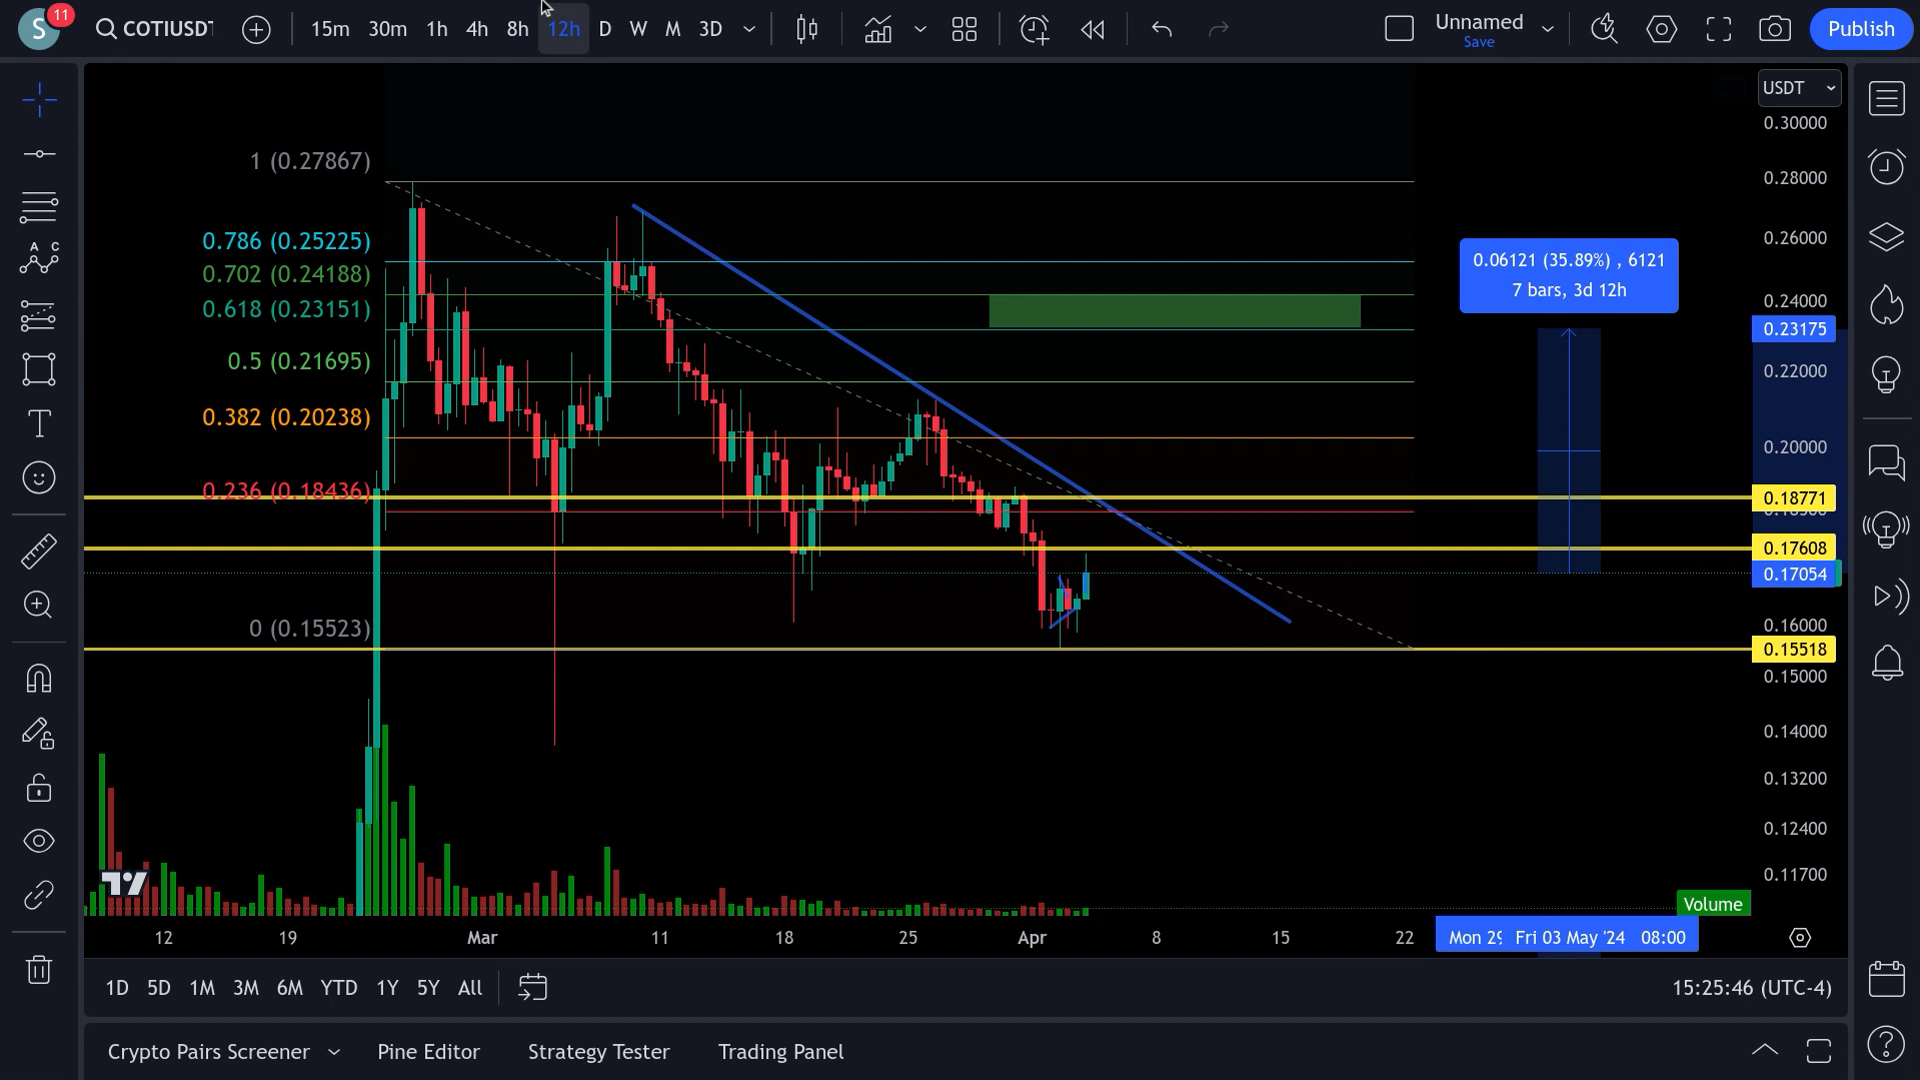 S
11
COTIUSDT
15m 30m 1h 4h 8h 12h D W M 3D
Unnamed
Save
Publish
USDT
0.30000
1 (0.27867)
0.28000
0.786 (0.25225)
0.26000
0.702 (0.24188)
0.06121 (35.89%) , 6121
7 bars, 3d 12h
0.618 (0.23151)
0.24000
0.23175
0.5 (0.21695)
0.22000
0.382 (0.20238)
0.20000
0.236 (0.18436)
0.18771
0.17608
0.17054
0 (0.15523)
0.16000
0.15518
0.15000
0.14000
0.13200
0.12400
0.11700
Volume
12 19 Mar 11 18 25 Apr 8 15 22 Mon 29 Fri 03 May '24 08:00
1D 5D 1M 3M 6M YTD 1Y 5Y All
15:25:46 (UTC-4)
Crypto Pairs Screener Pine Editor Strategy Tester Trading Panel